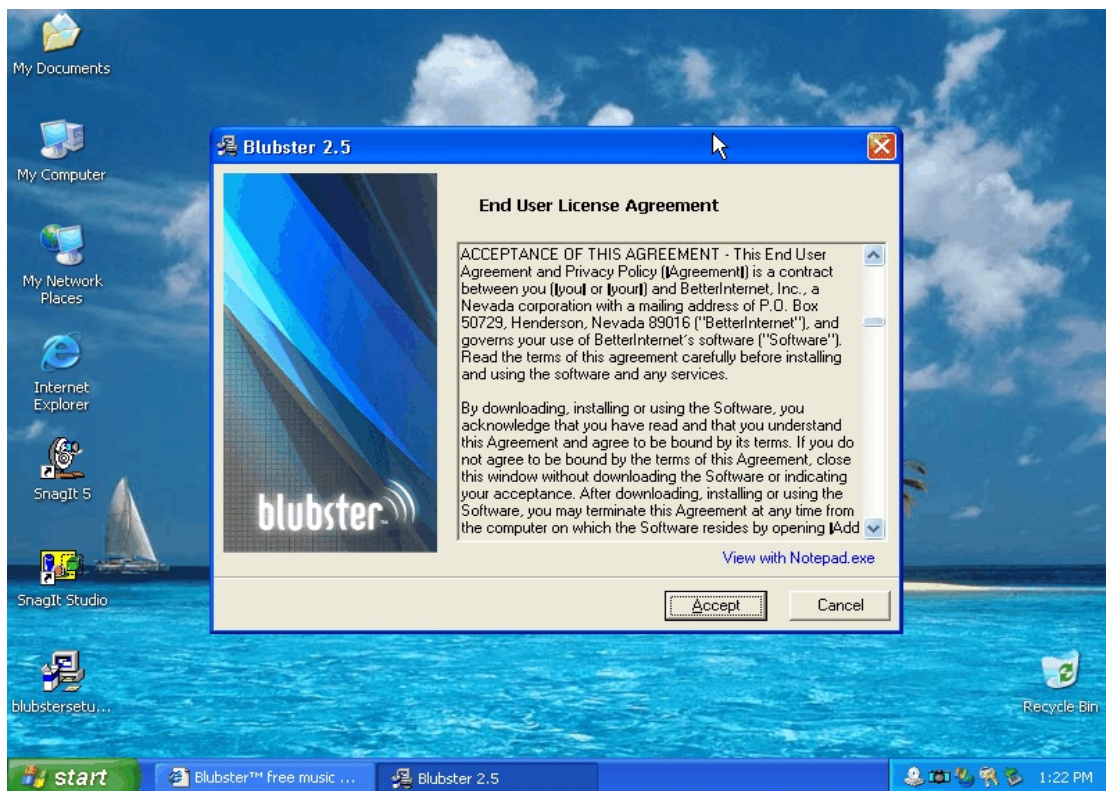 My Documents
My Computer
My Network
Places
Internet
Explorer
SnagIt 5
SnagIt Studio
blubstersetu...
Blubster 2.5
blubster
End User License Agreement
ACCEPTANCE OF THIS AGREEMENT - This End User
Agreement and Privacy Policy (|Agreement|) is a contract
between you (|you| or |your|) and BetterInternet, Inc., a
Nevada corporation with a mailing address of P.O. Box
50729, Henderson, Nevada 89016 ("BetterInternet"), and
governs your use of BetterInternet´s software ("Software").
Read the terms of this agreement carefully before installing
and using the software and any services.
By downloading, installing or using the Software, you
acknowledge that you have read and that you understand
this Agreement and agree to be bound by its terms. If you do
not agree to be bound by the terms of this Agreement, close
this window without downloading the Software or indicating
your acceptance. After downloading, installing or using the
Software, you may terminate this Agreement at any time from
the computer on which the Software resides by opening |Add
View with Notepad.exe
Accept
Cancel
Recycle Bin
start
Blubster™ free music ...
Blubster 2.5
1:22 PM